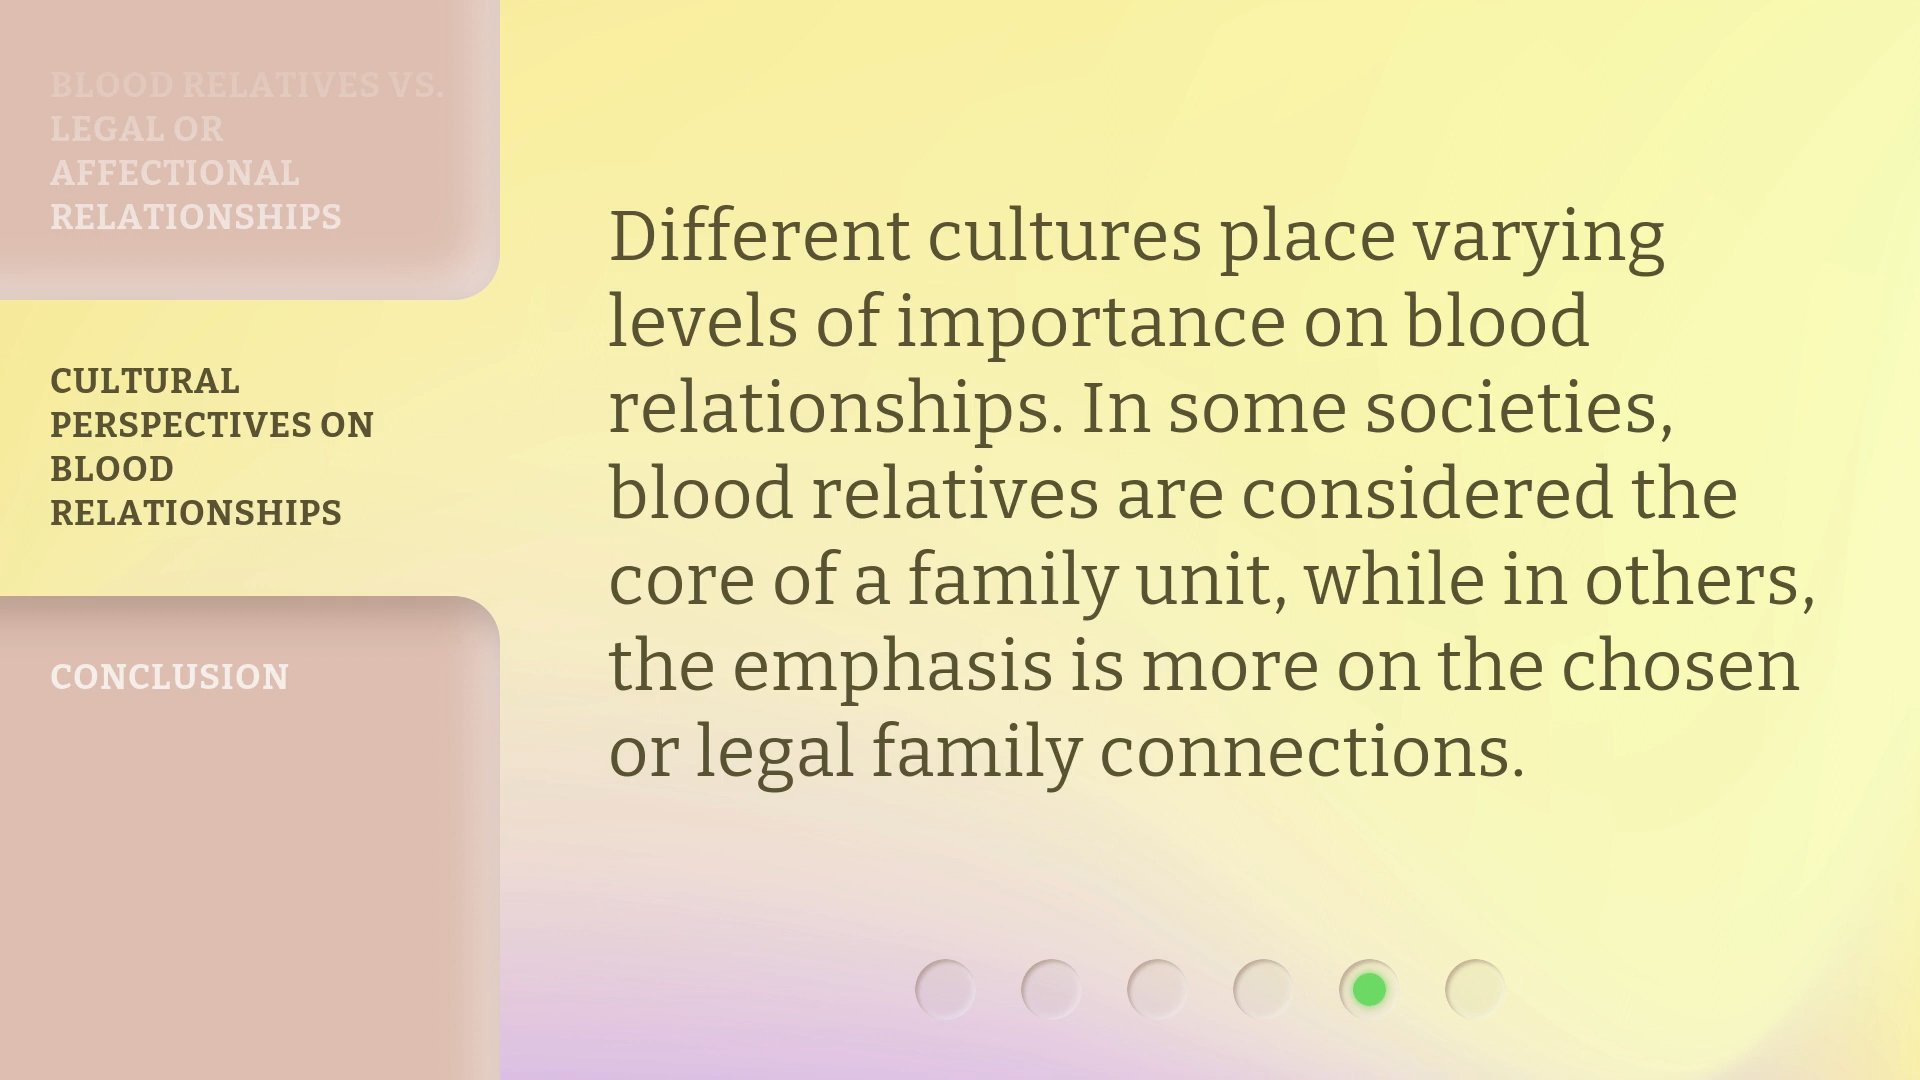 BLOOD RELATIVES VS.
LEGAL OR
AFFECTIONAL
RELATIONSHIPS
CULTURAL
PERSPECTIVES ON
BLOOD
RELATIONSHIPS
CONCLUSION
Different cultures place varying
levels of importance on blood
relationships. In some societies,
blood relatives are considered the
core of a family unit, while in others,
the emphasis is more on the chosen
or legal family connections.